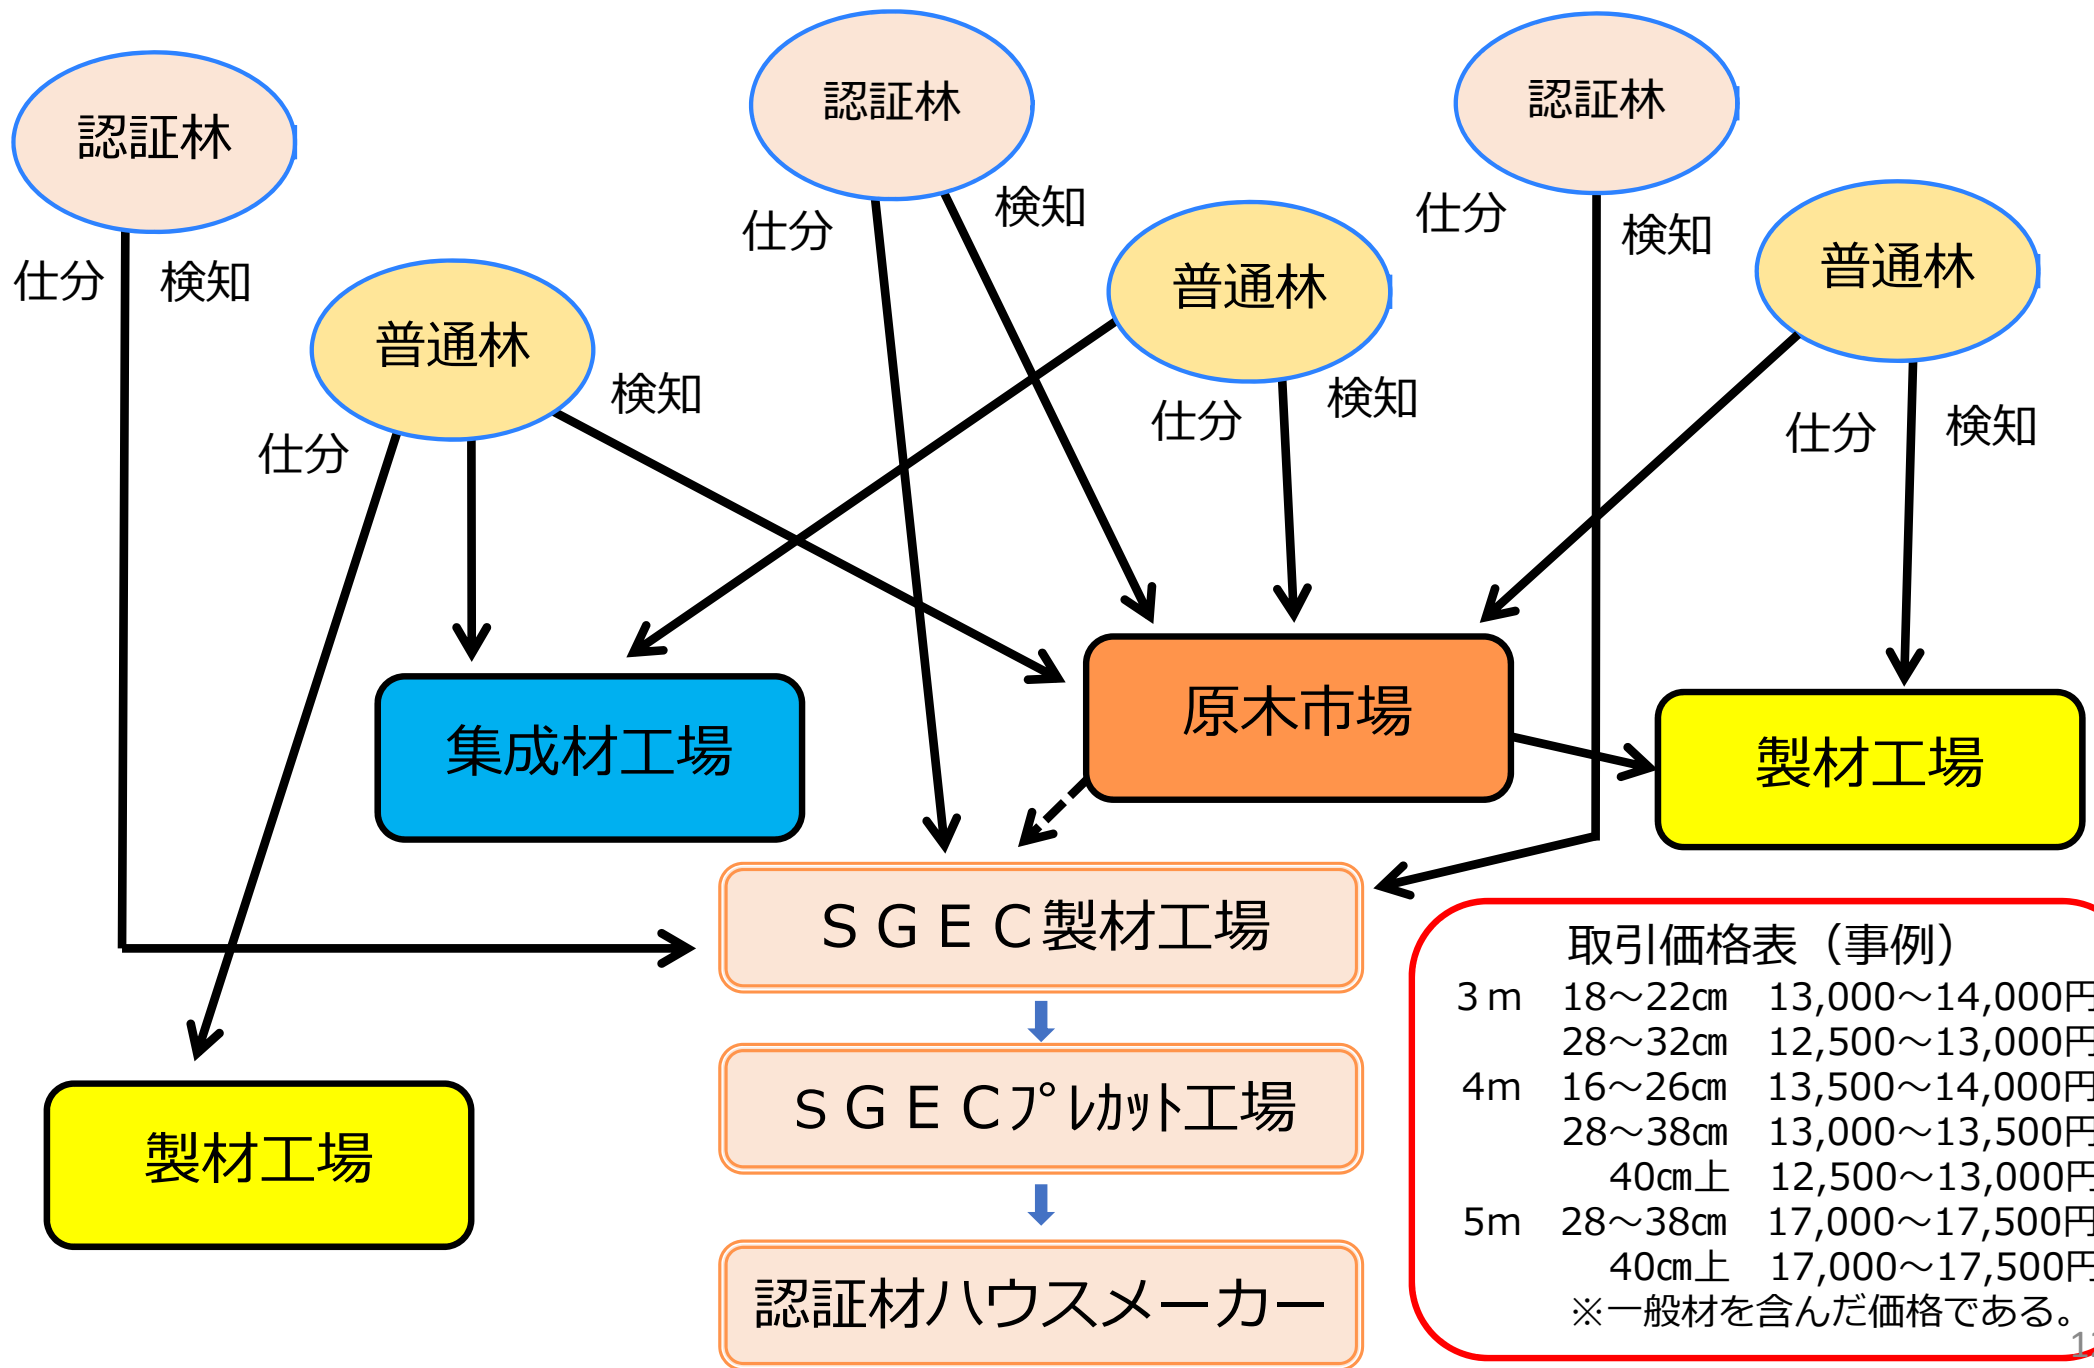 認証林
認証林
認証林
仕分
検知
仕分
検知
仕分
検知
普通林
普通林
普通林
仕分
検知
仕分
検知
仕分
検知
集成材工場
原木市場
製材工場
ＳＧＥＣ製材工場
ＳＧＥＣﾌﾟﾚｶｯﾄ工場
製材工場
認証材ハウスメーカー
取引価格表（事例）
３ｍ　18～22㎝　13,000～14,000円
28～32㎝　12,500～13,000円
4m　16～26㎝　13,500～14,000円
28～38㎝　13,000～13,500円
40㎝上　12,500～13,000円
5m　28～38㎝　17,000～17,500円
40㎝上　17,000～17,500円
※一般材を含んだ価格である。